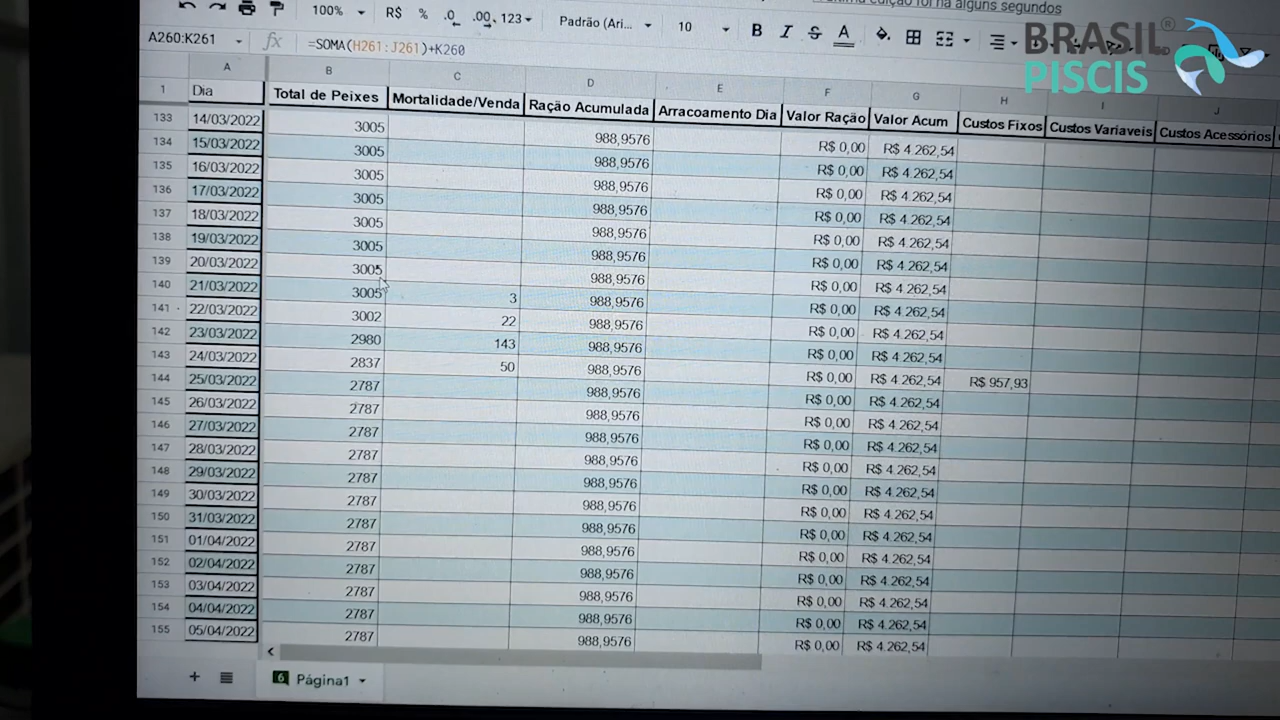 última edição foi há alguns segundos
BRASIL®
PISCIS
100% R$ % .0 .00 123 Padrão (Ari... 10 B I S A
A260:K261 fx =SOMA(H261:J261)+K260
A B C D E F G H I J
1 Dia Total de Peixes Mortalidade/Venda Ração Acumulada Arracoamento Dia Valor Ração Valor Acum Custos Fixos Custos Variaveis Custos Acessórios
133 14/03/2022 3005 988,9576 R$ 0,00 R$ 4.262,54
134 15/03/2022 3005 988,9576 R$ 0,00 R$ 4.262,54
135 16/03/2022 3005 988,9576 R$ 0,00 R$ 4.262,54
136 17/03/2022 3005 988,9576 R$ 0,00 R$ 4.262,54
137 18/03/2022 3005 988,9576 R$ 0,00 R$ 4.262,54
138 19/03/2022 3005 988,9576 R$ 0,00 R$ 4.262,54
139 20/03/2022 3005 988,9576 R$ 0,00 R$ 4.262,54
140 21/03/2022 3005 3 988,9576 R$ 0,00 R$ 4.262,54
141 22/03/2022 3002 22 988,9576 R$ 0,00 R$ 4.262,54
142 23/03/2022 2980 143 988,9576 R$ 0,00 R$ 4.262,54
143 24/03/2022 2837 50 988,9576 R$ 0,00 R$ 4.262,54 R$ 957,93
144 25/03/2022 2787 988,9576 R$ 0,00 R$ 4.262,54
145 26/03/2022 2787 988,9576 R$ 0,00 R$ 4.262,54
146 27/03/2022 2787 988,9576 R$ 0,00 R$ 4.262,54
147 28/03/2022 2787 988,9576 R$ 0,00 R$ 4.262,54
148 29/03/2022 2787 988,9576 R$ 0,00 R$ 4.262,54
149 30/03/2022 2787 988,9576 R$ 0,00 R$ 4.262,54
150 31/03/2022 2787 988,9576 R$ 0,00 R$ 4.262,54
151 01/04/2022 2787 988,9576 R$ 0,00 R$ 4.262,54
152 02/04/2022 2787 988,9576 R$ 0,00 R$ 4.262,54
153 03/04/2022 2787 988,9576 R$ 0,00 R$ 4.262,54
154 04/04/2022 2787 988,9576 R$ 0,00 R$ 4.262,54
155 05/04/2022 2787 988,9576 R$ 0,00 R$ 4.262,54
6 Página1